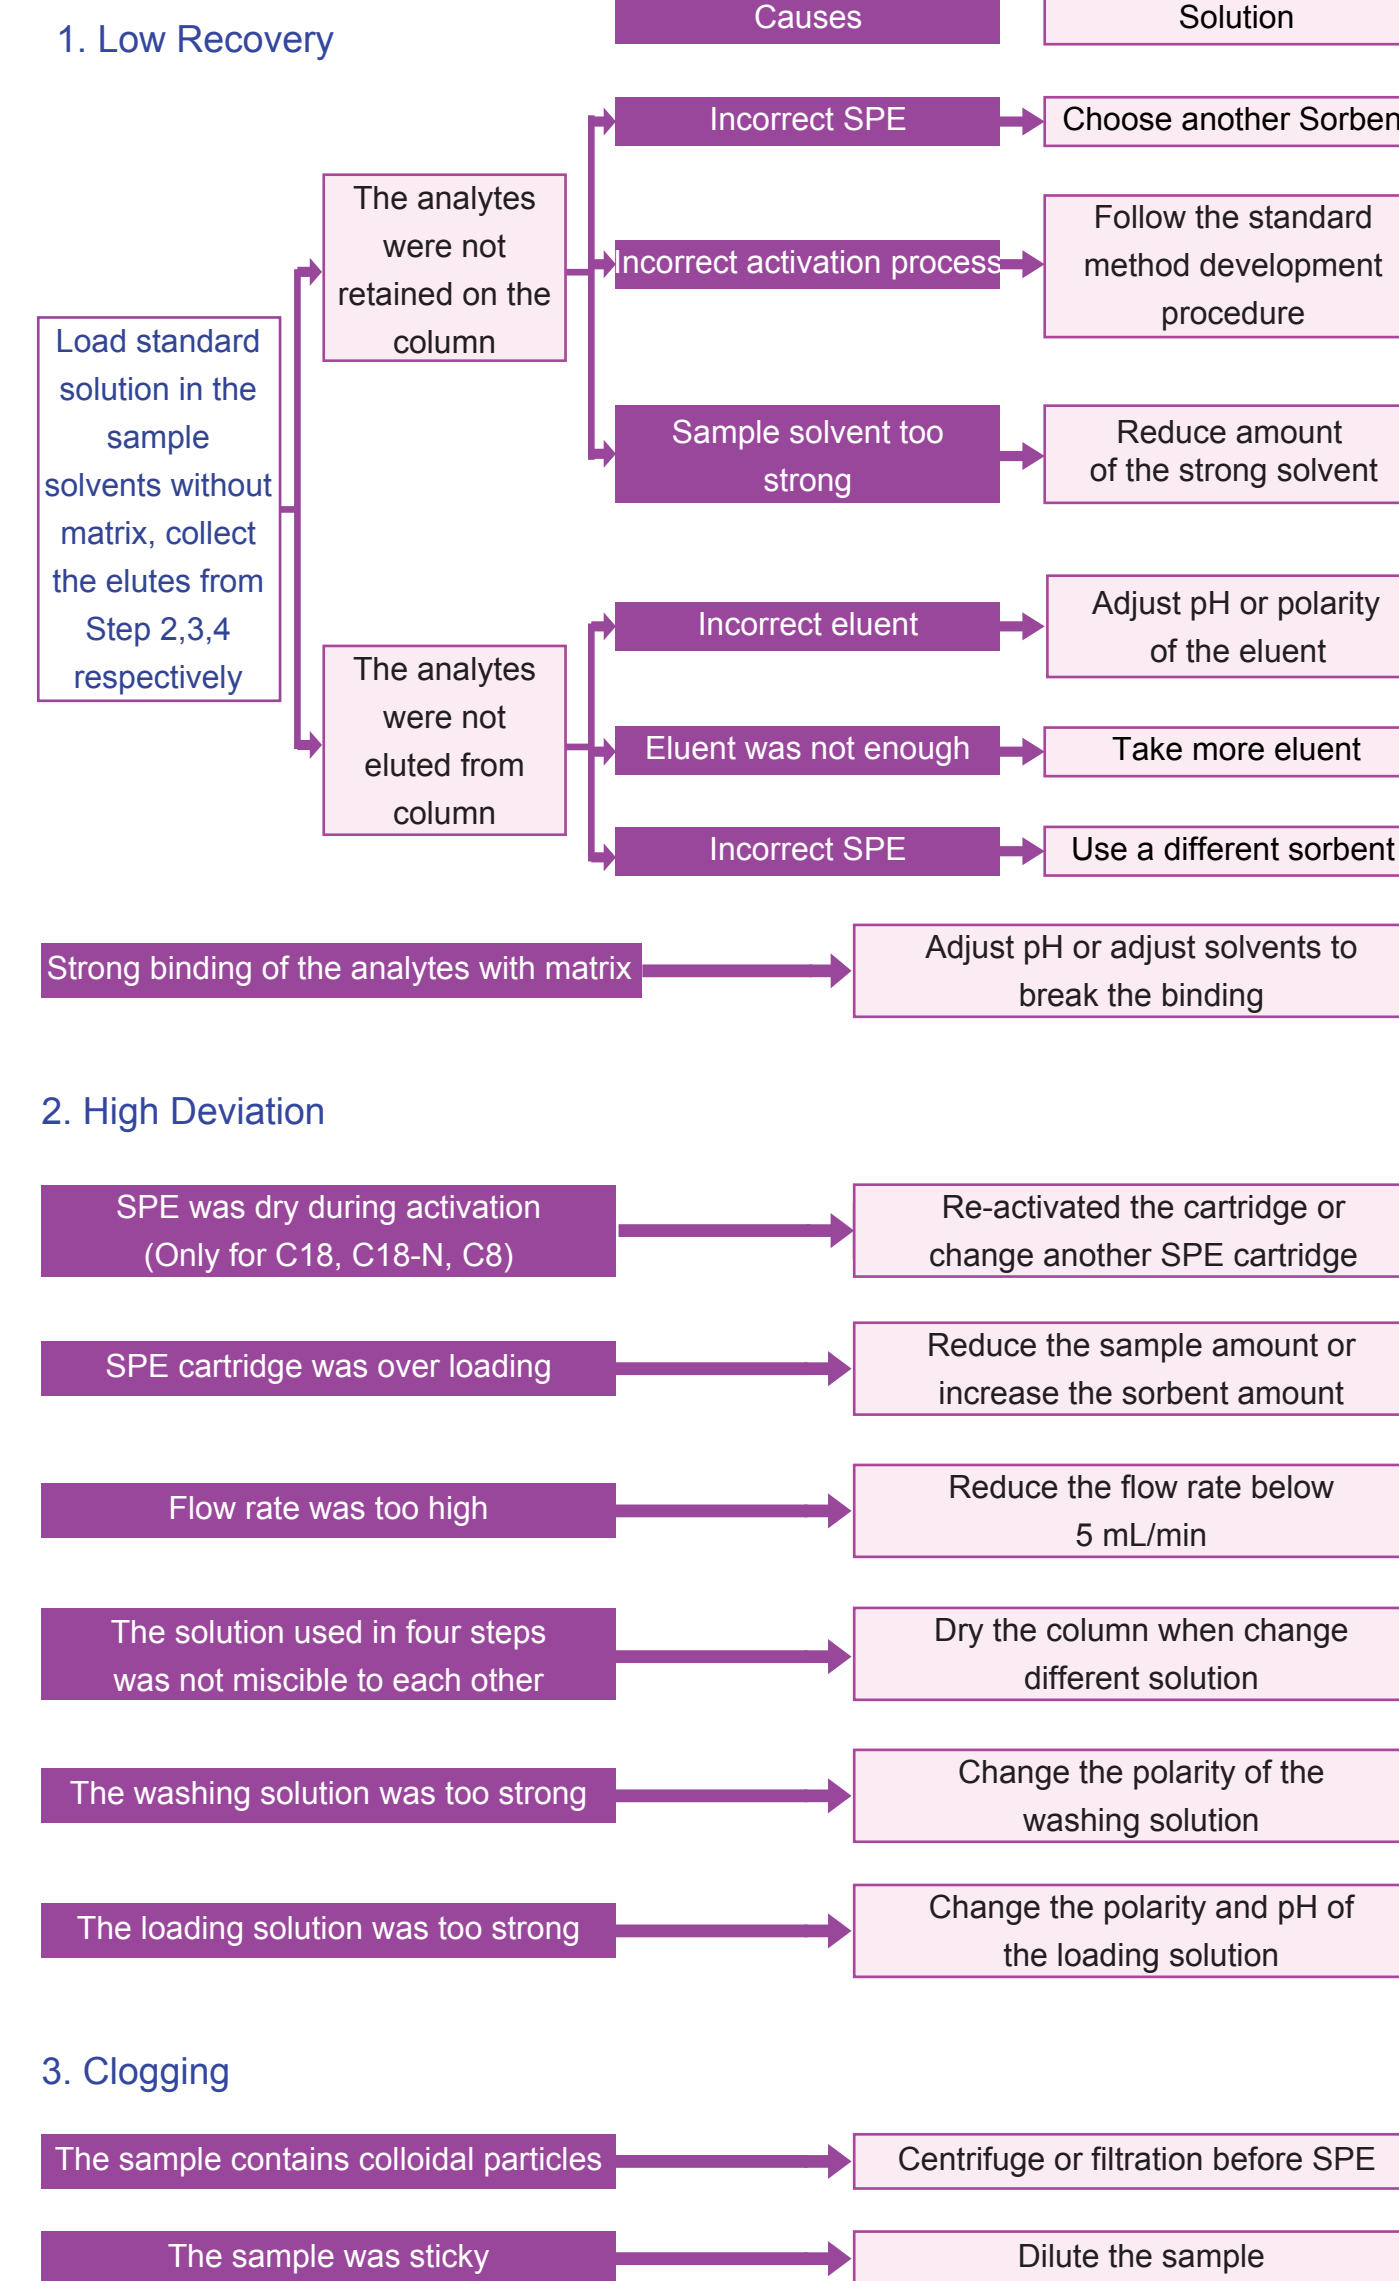 1. Low Recovery
Causes
Solution
Load standard
solution in the
sample
solvents without
matrix, collect
the elutes from
Step 2,3,4
respectively
The analytes
were not
retained on the
column
Incorrect SPE
Choose another Sorben
Incorrect activation process
Follow the standard
method development
procedure
Sample solvent too
strong
Reduce amount
of the strong solvent
The analytes
were not
eluted from
column
Incorrect eluent
Adjust pH or polarity
of the eluent
Eluent was not enough
Take more eluent
Incorrect SPE
Use a different sorbent
Strong binding of the analytes with matrix
Adjust pH or adjust solvents to
break the binding
2. High Deviation
SPE was dry during activation
(Only for C18, C18-N, C8)
Re-activated the cartridge or
change another SPE cartridge
SPE cartridge was over loading
Reduce the sample amount or
increase the sorbent amount
Flow rate was too high
Reduce the flow rate below
5 mL/min
The solution used in four steps
was not miscible to each other
Dry the column when change
different solution
The washing solution was too strong
Change the polarity of the
washing solution
The loading solution was too strong
Change the polarity and pH of
the loading solution
3. Clogging
The sample contains colloidal particles
Centrifuge or filtration before SPE
The sample was sticky
Dilute the sample